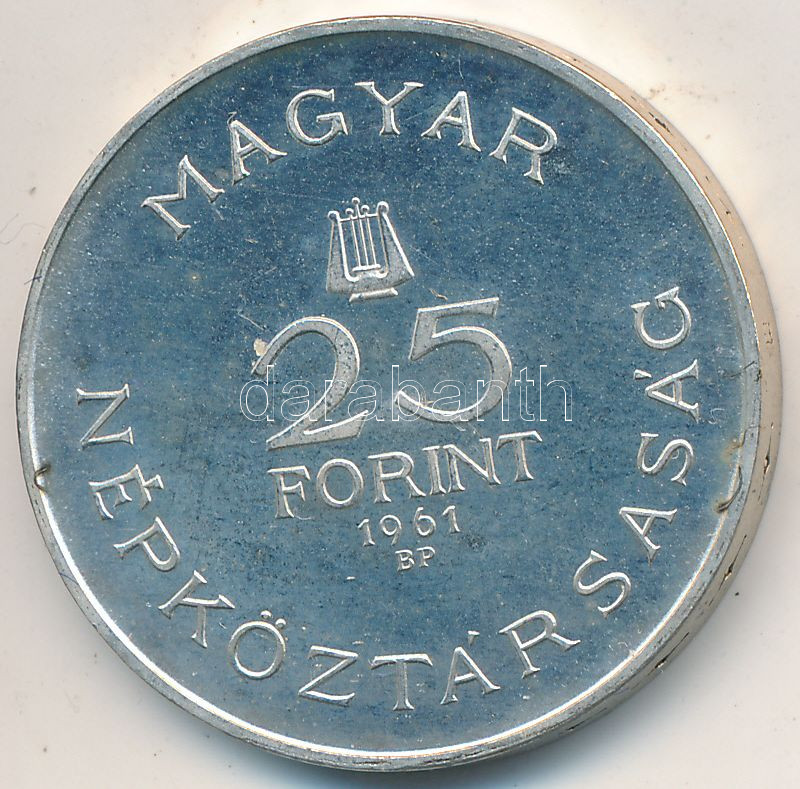 MAGYAR
25
FORINT
1961
BP
NÉPKÖZTÁRSASÁG
darabanth